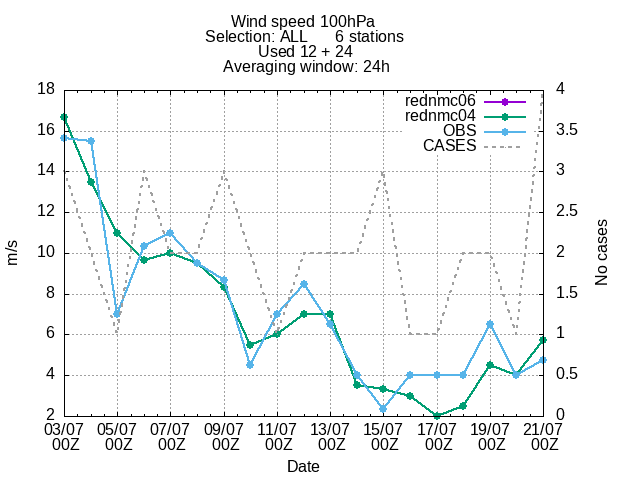 Wind speed 100hPa
Selection: ALL      6 stations
Used 12 + 24
Averaging window: 24h
18 4
rednmc06
rednmc04
OBS
CASES
16 3.5
14 3
12 2.5
10 2
8 1.5
6 1
4 0.5
2 0
m/s
No cases
03/07 05/07 07/07 09/07 11/07 13/07 15/07 17/07 19/07 21/07
00Z 00Z 00Z 00Z 00Z 00Z 00Z 00Z 00Z 00Z
Date